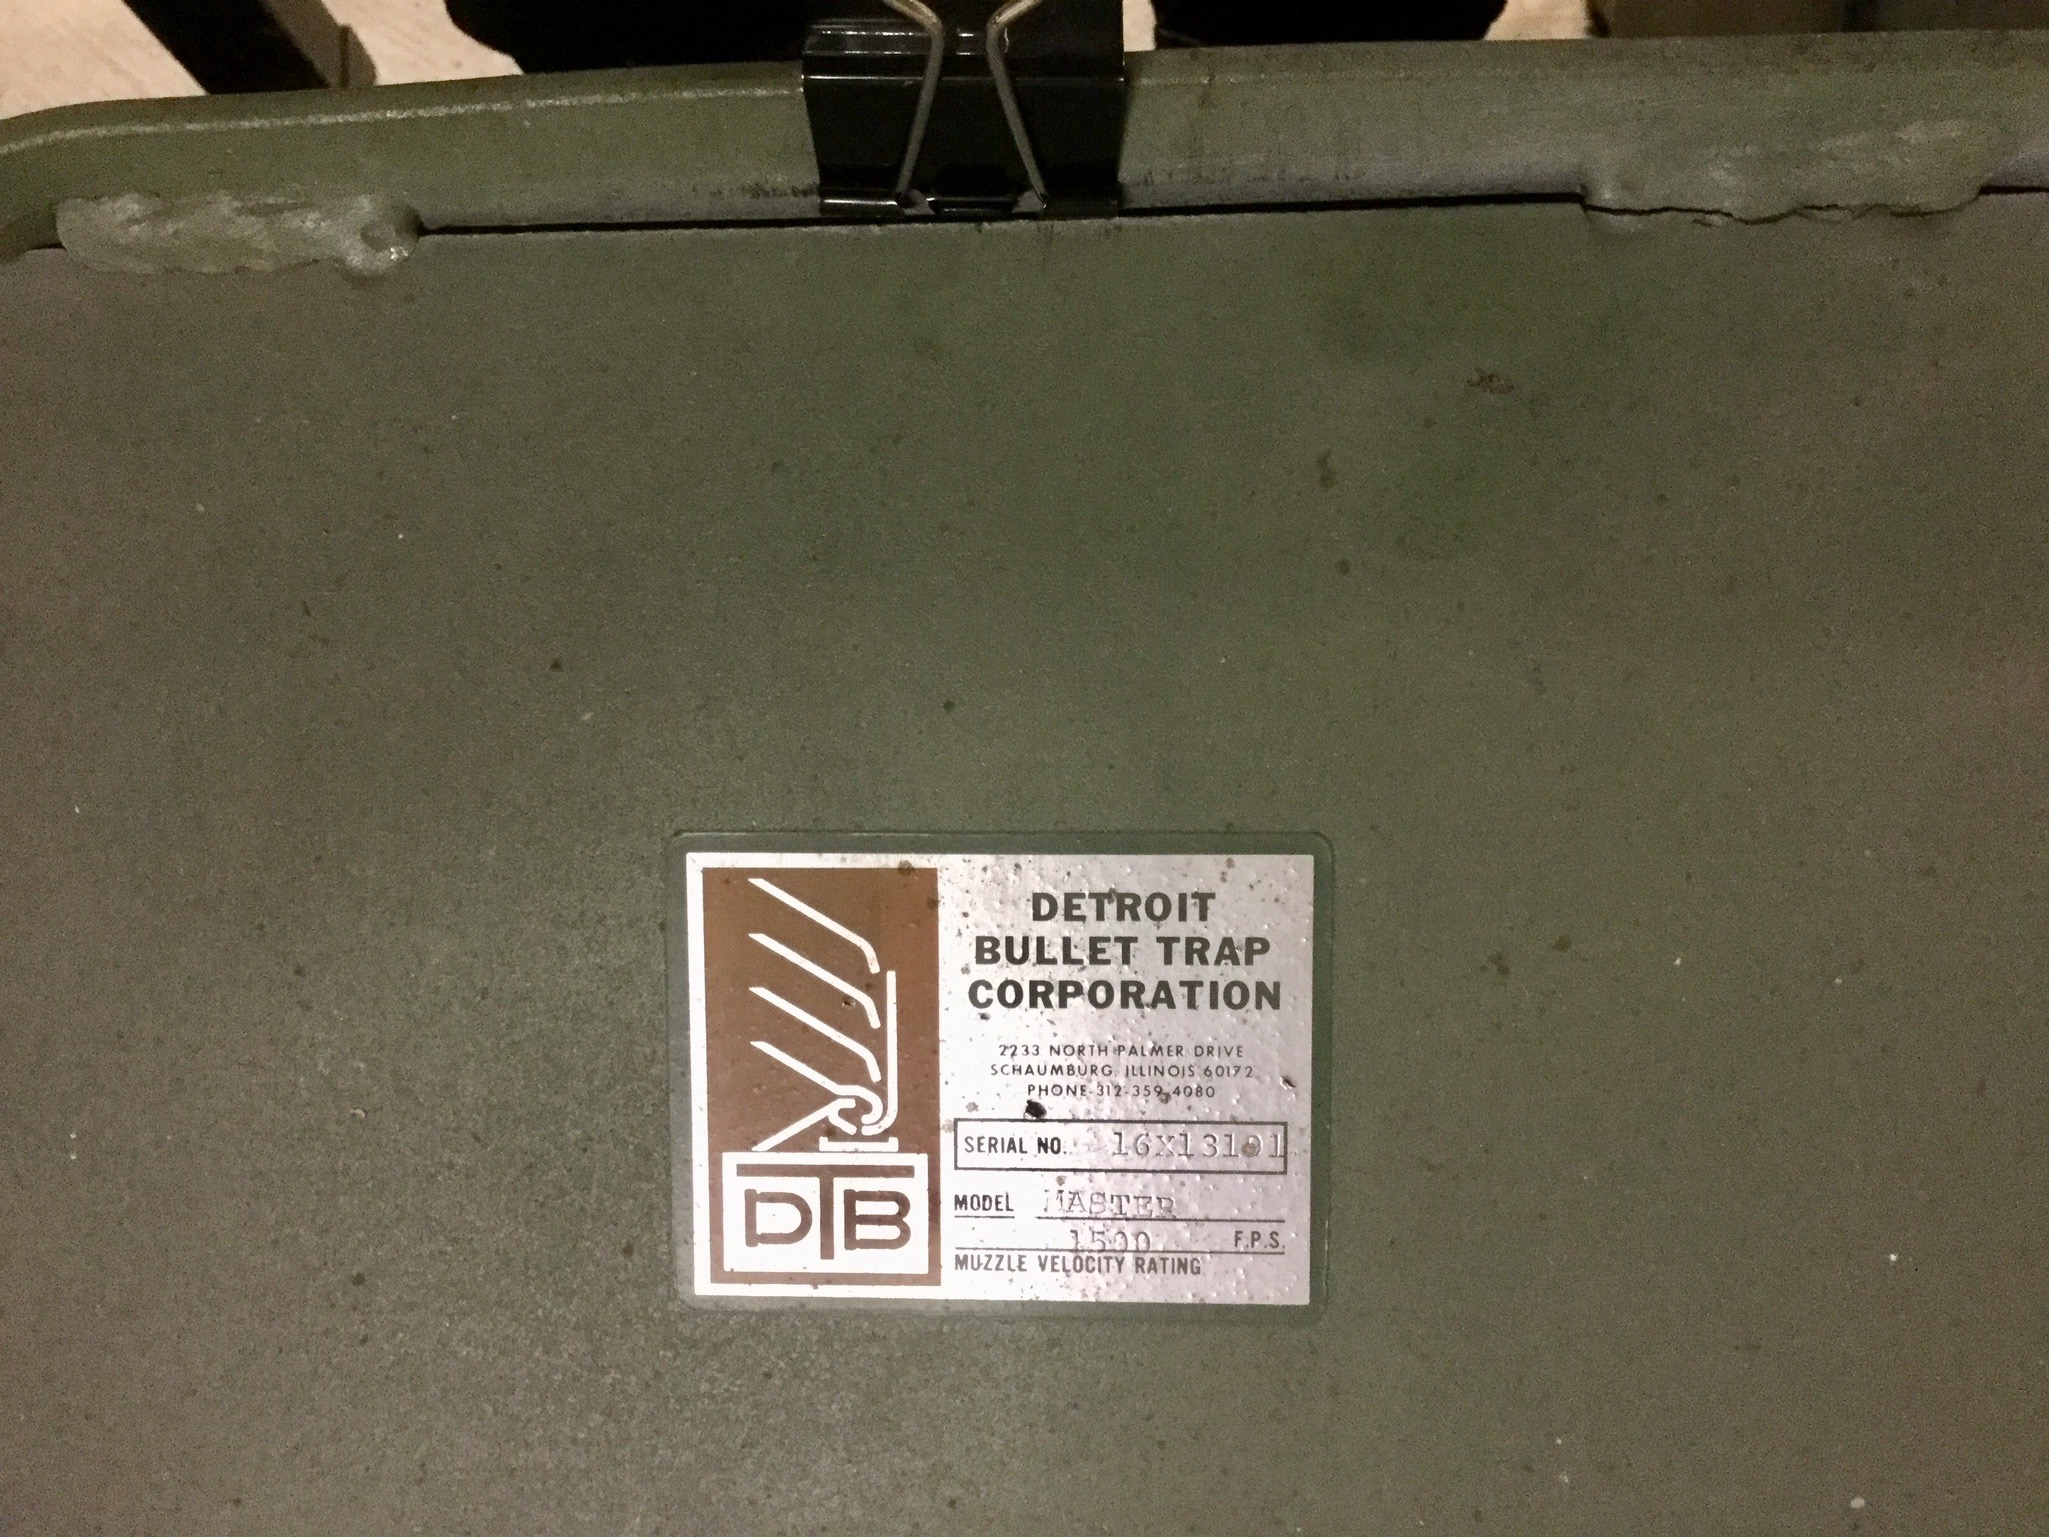 DETROIT
BULLET TRAP
CORPORATION
2233 NORTH PALMER DRIVE
SCHAUMBURG, ILLINOIS 60172
PHONE-312-359-4080
SERIAL NO. 16X13101
MODEL MASTER
1500 F.P.S.
MUZZLE VELOCITY RATING
DTB